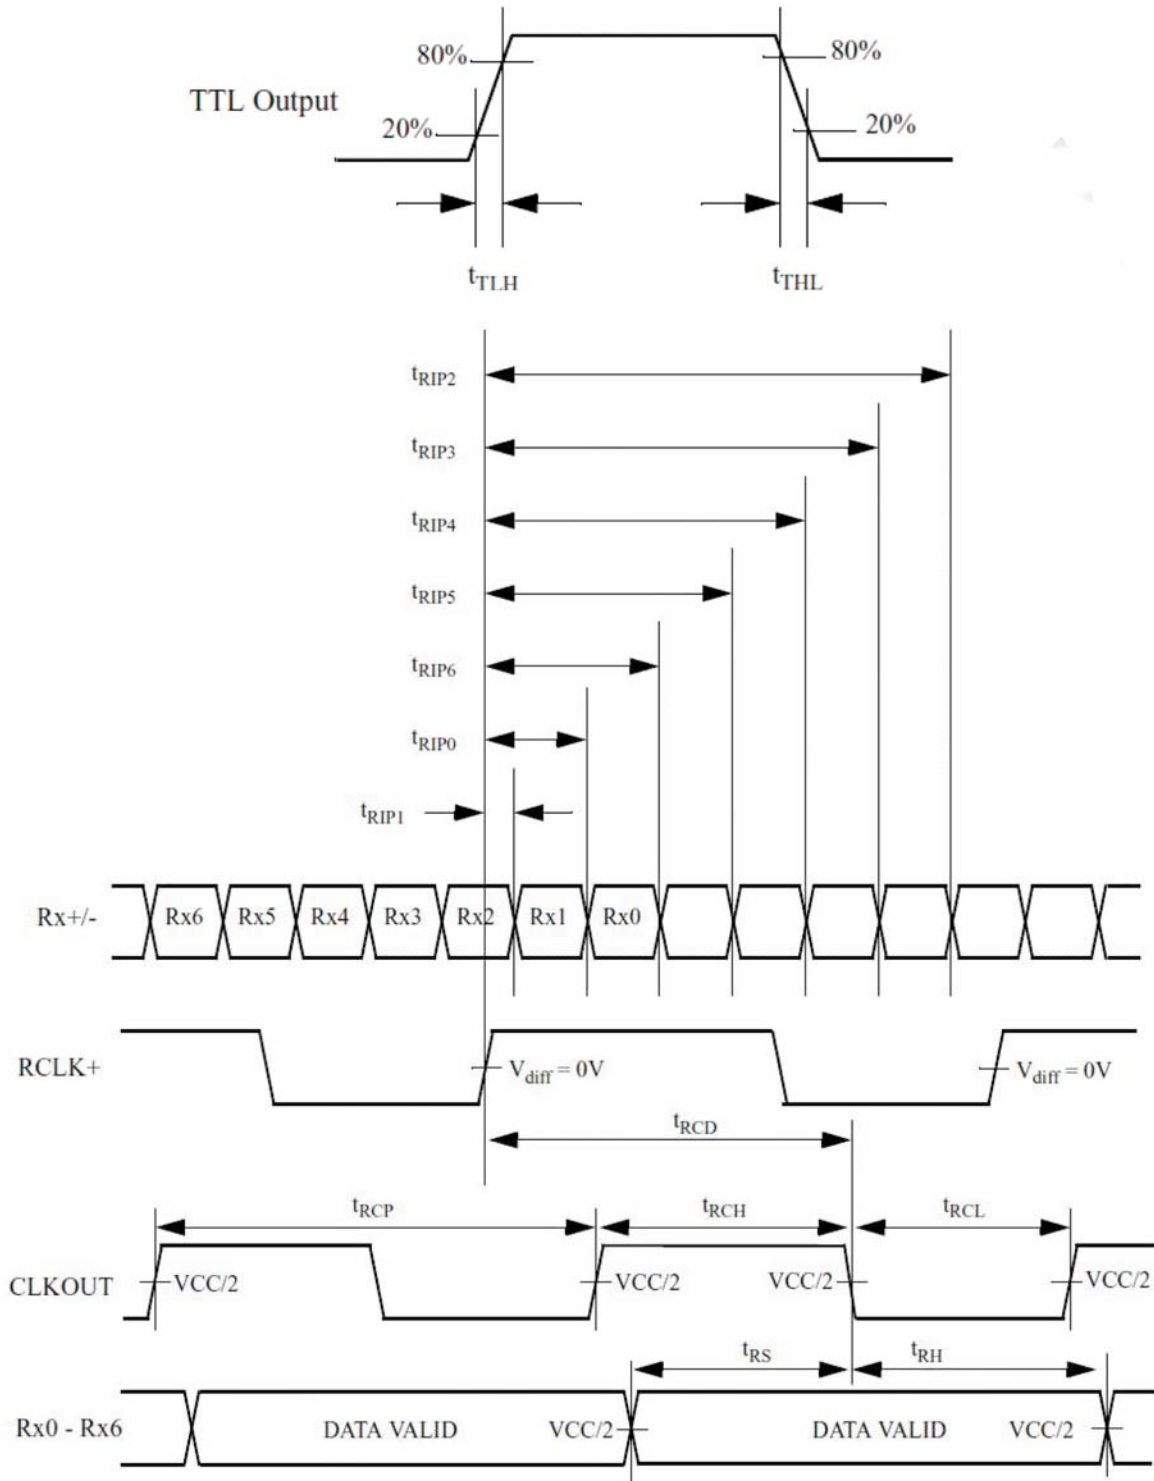 80%
80%
TTL Output
20%
20%
tTLH
tTHL
tRIP2
tRIP3
tRIP4
tRIP5
tRIP6
tRIP0
tRIP1
Rx+/-
Rx6
Rx5
Rx4
Rx3
Rx2
Rx1
Rx0
RCLK+
Vdiff = 0V
Vdiff = 0V
tRCD
tRCP
tRCH
tRCL
CLKOUT
VCC/2
VCC/2
VCC/2
VCC/2
tRS
tRH
Rx0 - Rx6
DATA VALID
VCC/2
DATA VALID
VCC/2